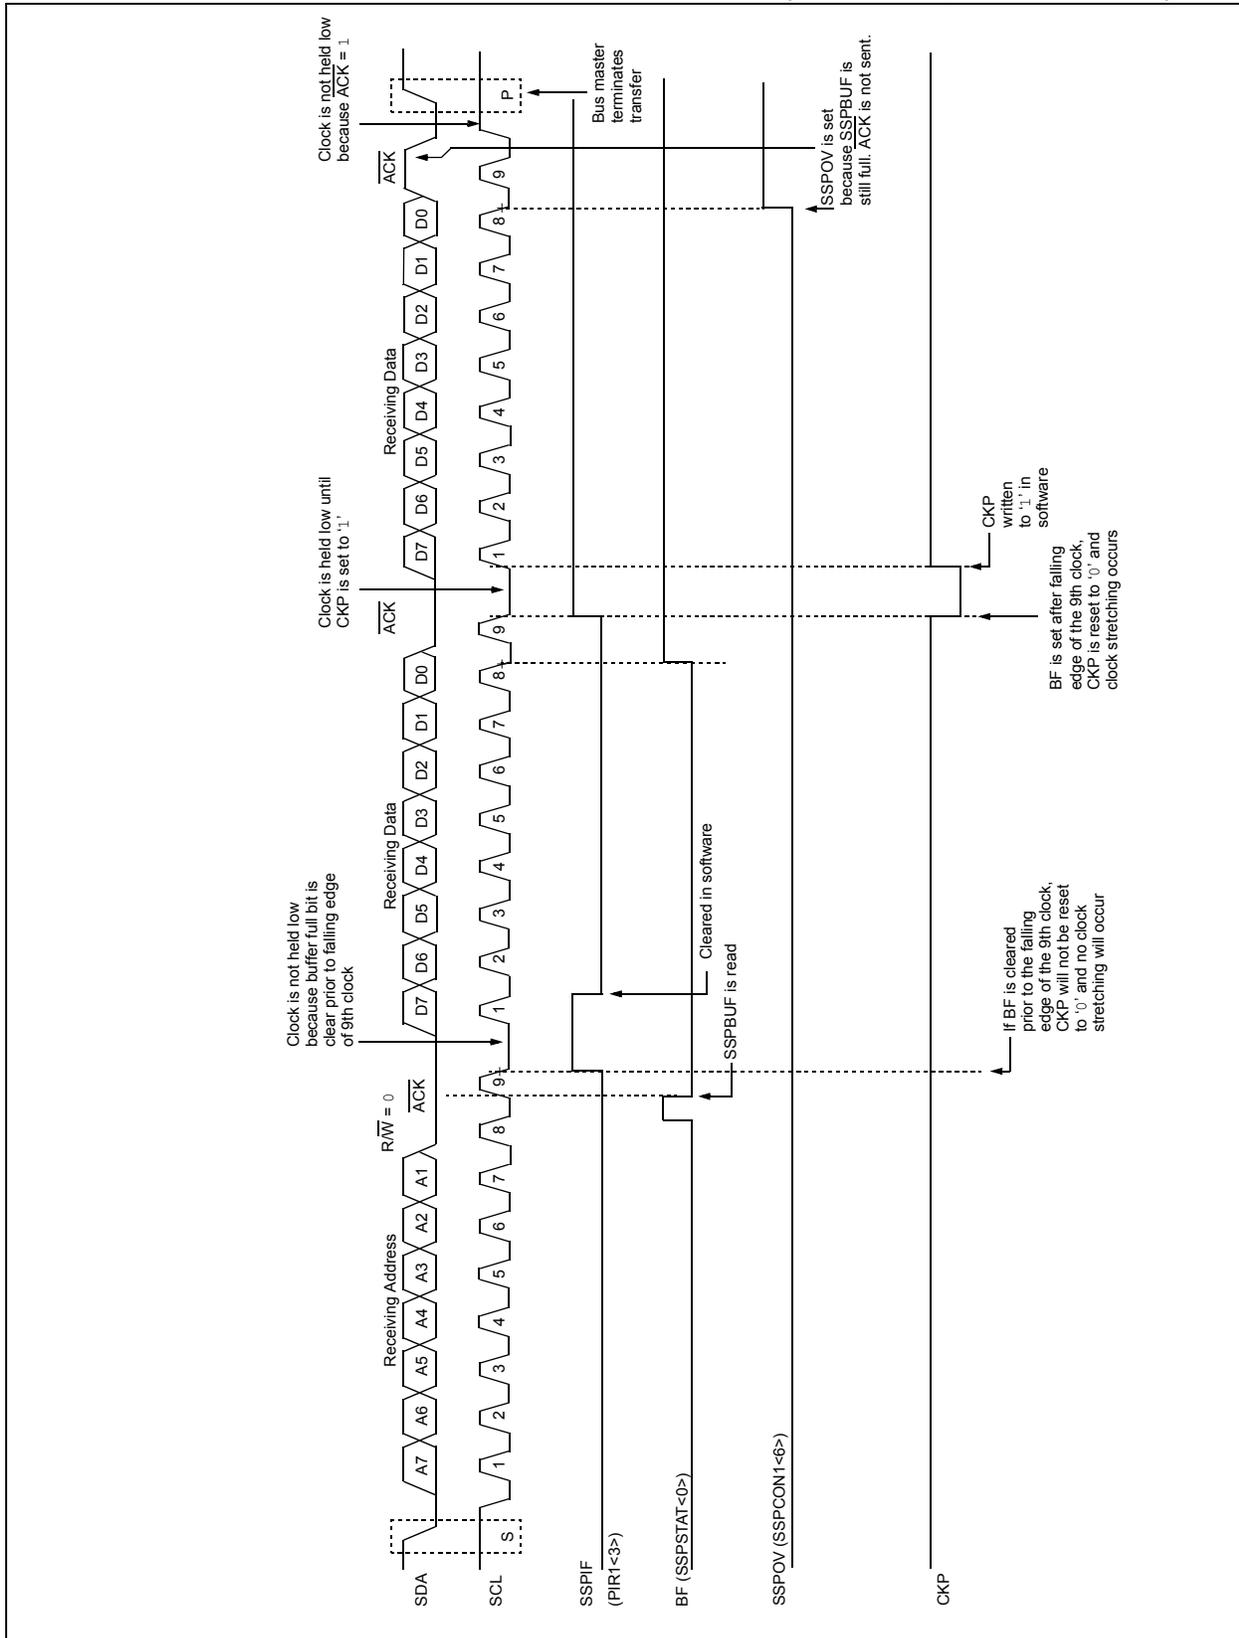 Clock is not held low
because buffer full bit is
clear prior to falling edge
of 9th clock
Clock is held low until
CKP is set to ‘1’
Clock is not held low
because ACK = 1
Receiving Address
R/W = 0
ACK
Receiving Data
ACK
Receiving Data
ACK
SDA
A7 A6 A5 A4 A3 A2 A1
D7 D6 D5 D4 D3 D2 D1 D0
D7 D6 D5 D4 D3 D2 D1 D0
SCL
S
1 2 3 4 5 6 7 8 9
1 2 3 4 5 6 7 8 9
1 2 3 4 5 6 7 8 9
P
SSPIF
(PIR1<3>)
Bus master
terminates
transfer
Cleared in software
BF (SSPSTAT<0>)
SSPBUF is read
SSPOV (SSPCON1<6>)
SSPOV is set
because SSPBUF is
still full. ACK is not sent.
CKP
CKP
written
to ‘1’ in
software
If BF is cleared
prior to the falling
edge of the 9th clock,
CKP will not be reset
to ‘0’ and no clock
stretching will occur
BF is set after falling
edge of the 9th clock,
CKP is reset to ‘0’ and
clock stretching occurs